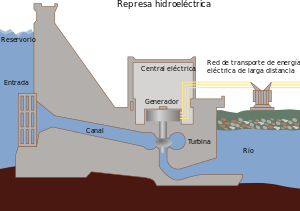 Represa hidroeléctrica
Reservorio
Central eléctrica
Red de transporte de energía
eléctrica de larga distancia
Entrada
Generador
Canal
Turbina
Río